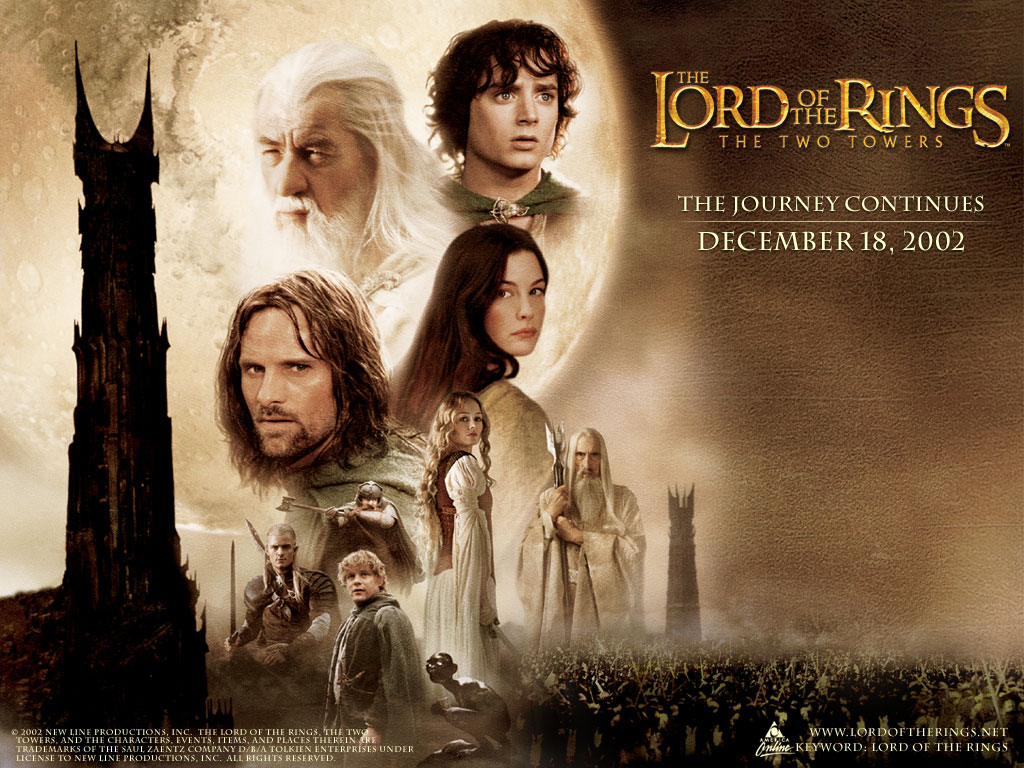 THE
LORD OF THE RINGS
THE TWO TOWERS
™
THE JOURNEY CONTINUES
DECEMBER 18, 2002
© 2002 NEW LINE PRODUCTIONS, INC. THE LORD OF THE RINGS, THE TWO
TOWERS, AND THE CHARACTERS, EVENTS, ITEMS, AND PLACES THEREIN ARE
TRADEMARKS OF THE SAUL ZAENTZ COMPANY D/B/A TOLKIEN ENTERPRISES UNDER
LICENSE TO NEW LINE PRODUCTIONS, INC. ALL RIGHTS RESERVED.
AMERICA
Online
WWW.LORDOFTHERINGS.NET
KEYWORD: LORD OF THE RINGS